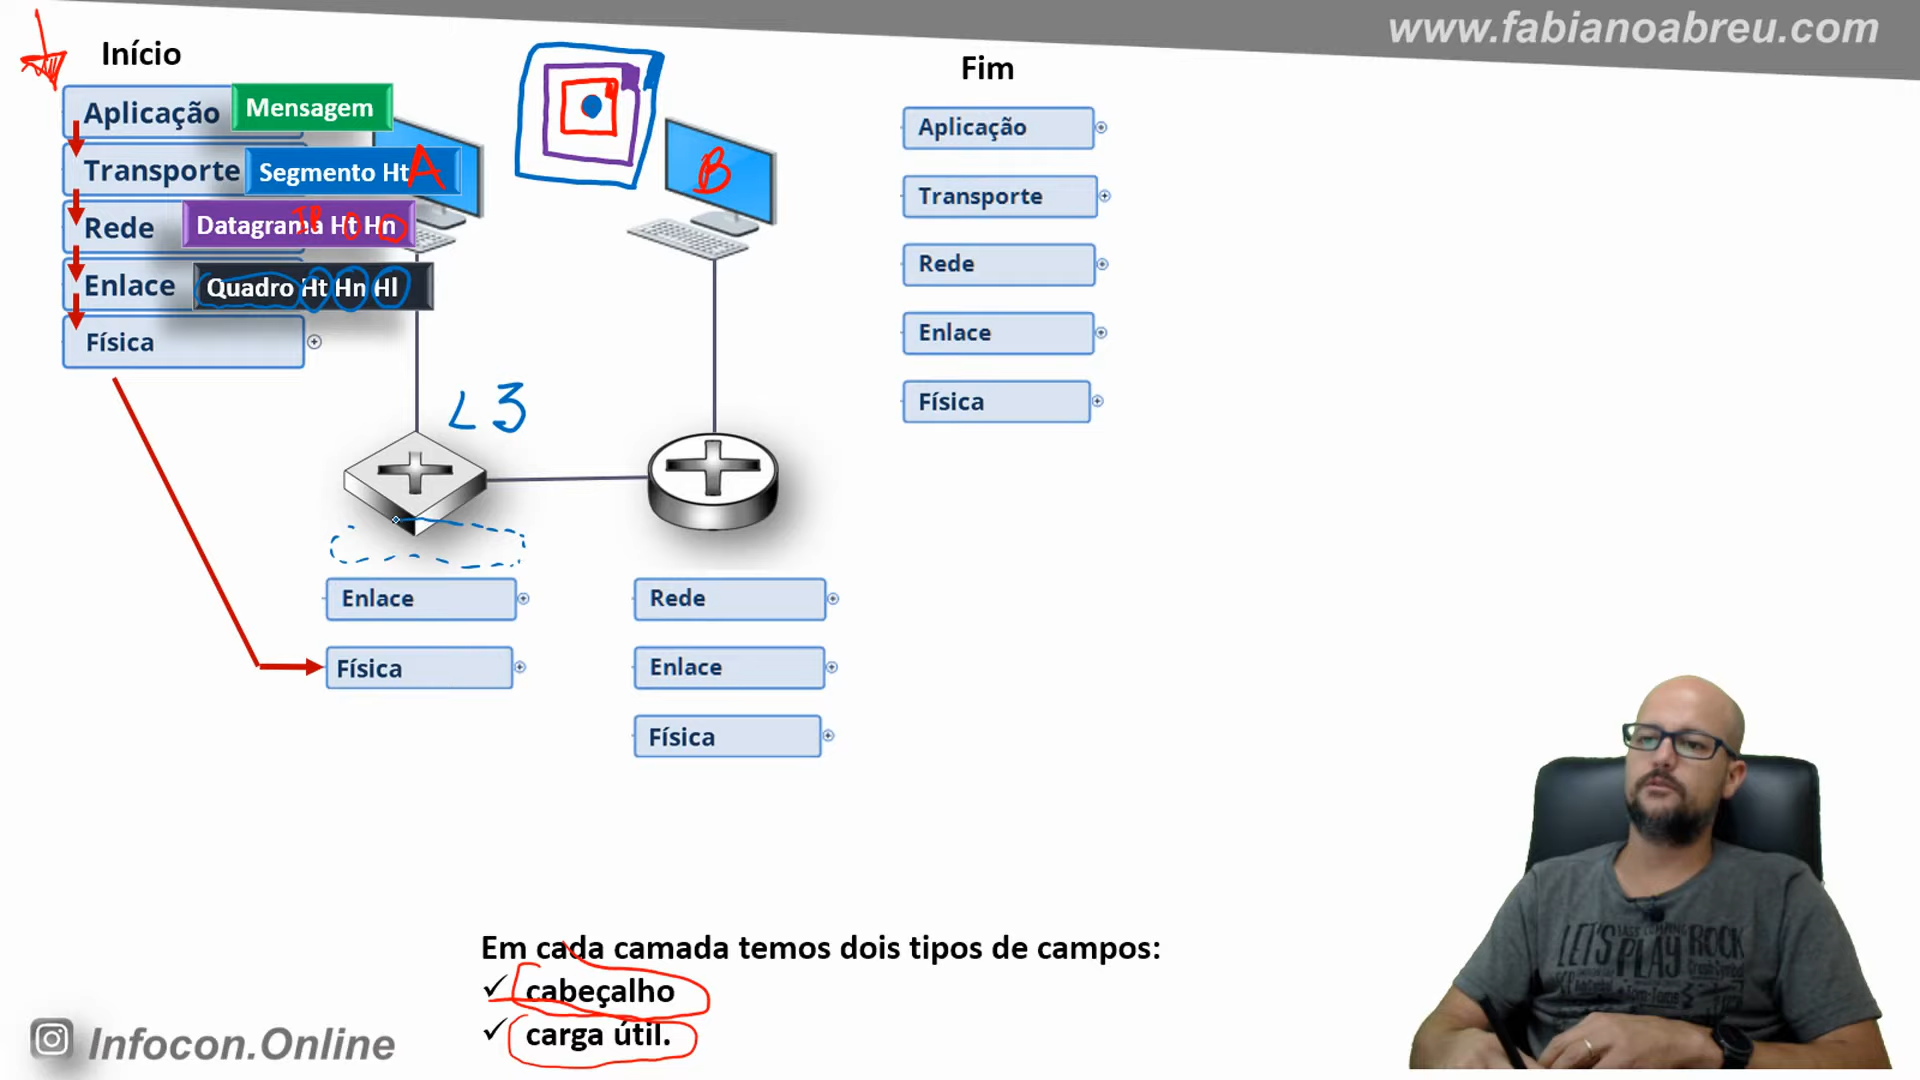 www.fabianoabreu.com
Início
Fim
Aplicação
Mensagem
Transporte
Segmento Ht
A
Rede
Datagrama Ht Hn
IP
O
D
Enlace
Quadro Ht Hn Hl
Física
B
L3
Aplicação
Transporte
Rede
Enlace
Física
Enlace
Física
Rede
Enlace
Física
Em cada camada temos dois tipos de campos:
✓ cabeçalho
✓ carga útil.
Infocon.Online
LET'S PLAY ROCK